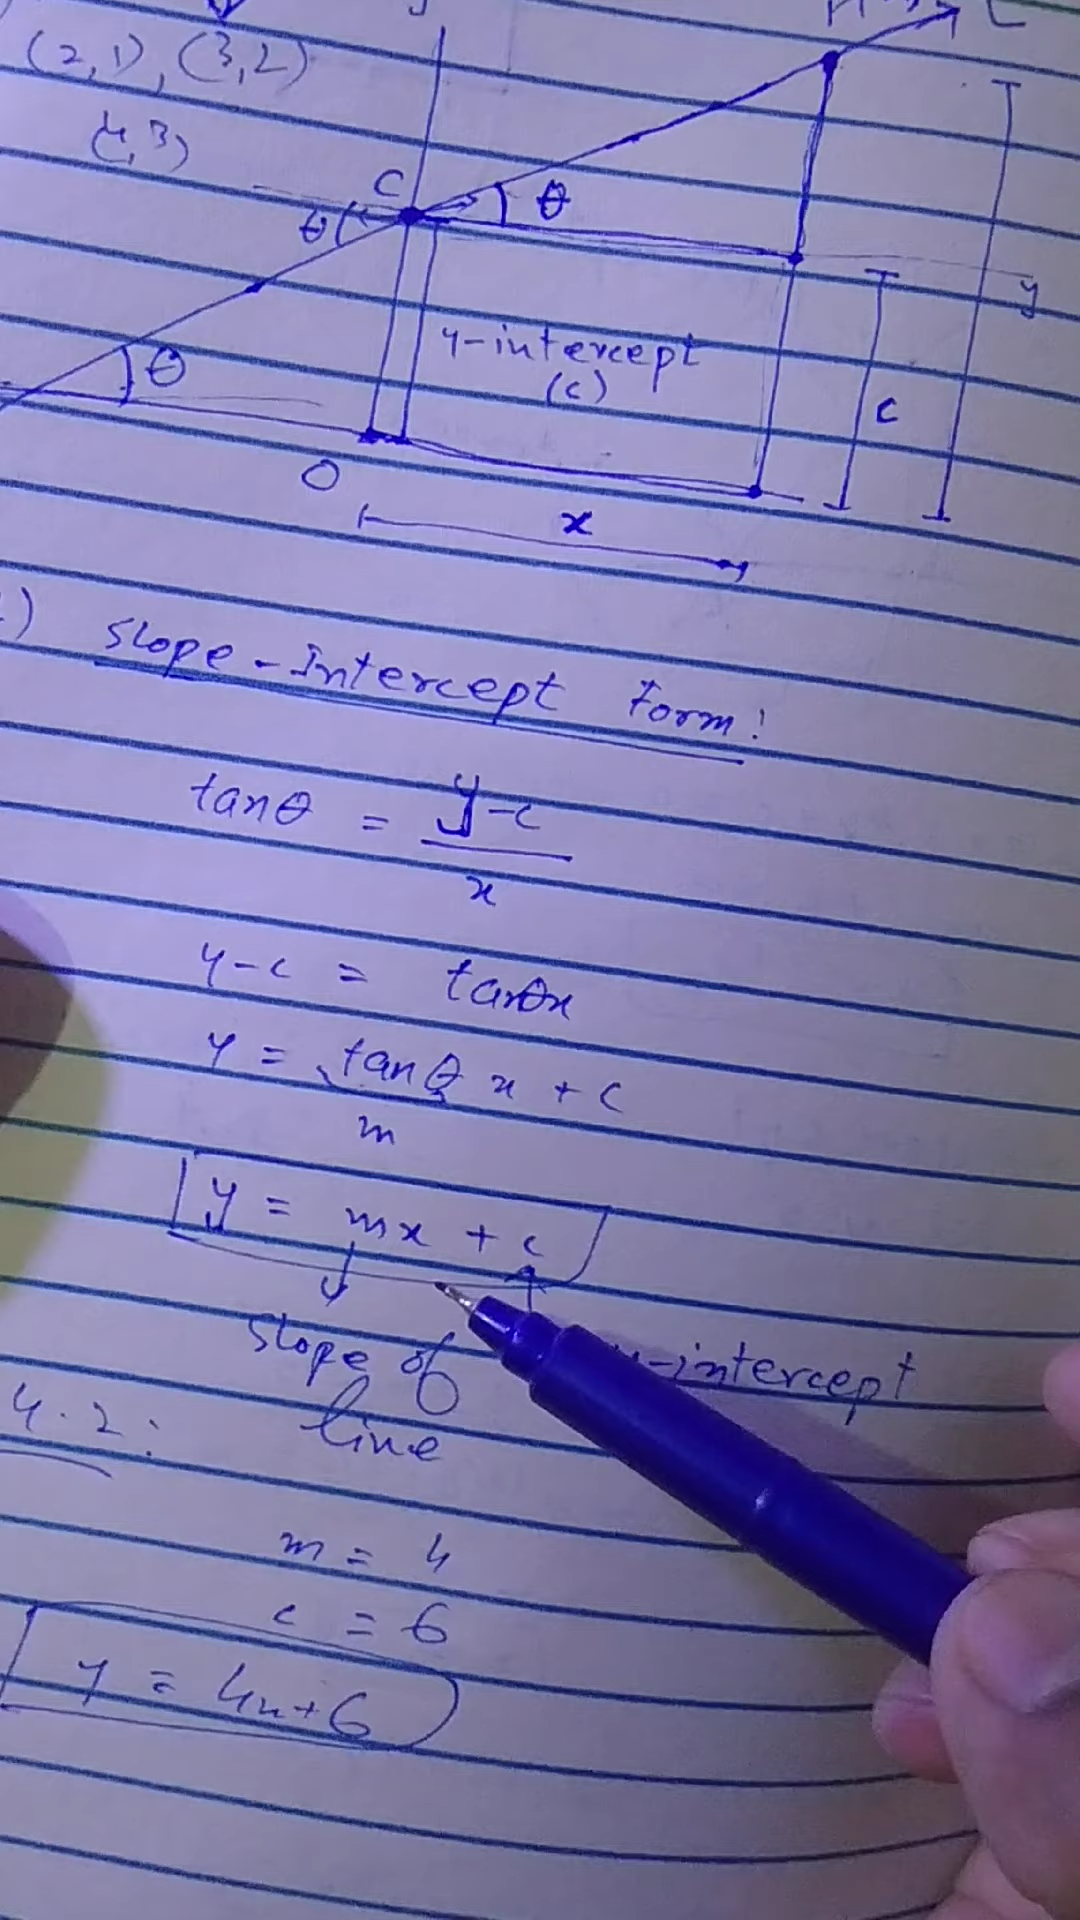 (2,1), (3,2)
(4,3)
C
θ
θ
y
y-intercept
(c)
θ
c
O
x
Slope-Intercept Form:
tanθ = y-c
x
y-c = tanθx
y = tanθ x + c
m
y = mx + c
slope of
line
-intercept
4.2:
m = 4
c = 6
y = 4x+6